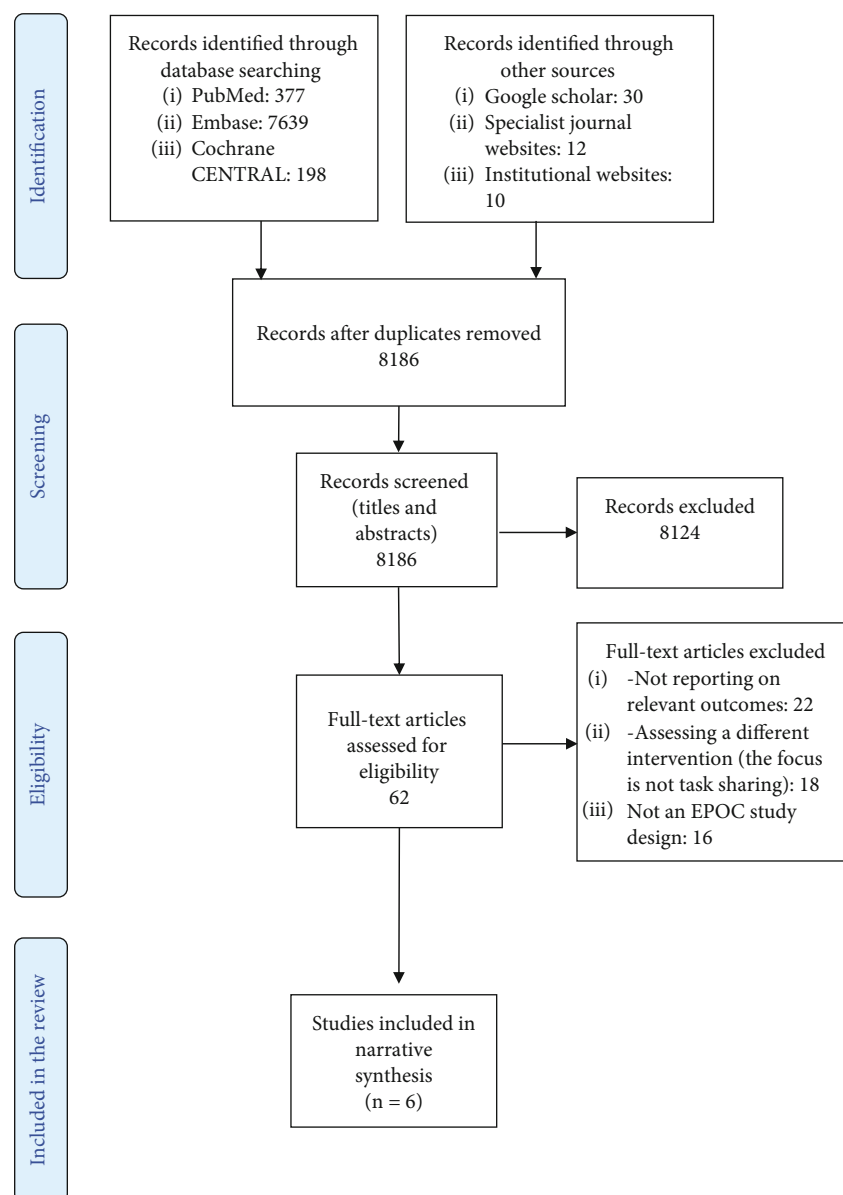 Identification
Records identified through
database searching
(i) PubMed: 377
(ii) Embase: 7639
(iii) Cochrane
CENTRAL: 198
Records identified through
other sources
(i) Google scholar: 30
(ii) Specialist journal
websites: 12
(iii) Institutional websites:
10
Records after duplicates removed
8186
Screening
Records screened
(titles and
abstracts)
8186
Records excluded
8124
Eligibility
Full-text articles
assessed for
eligibility
62
Full-text articles excluded
(i) -Not reporting on
relevant outcomes: 22
(ii) -Assessing a different
intervention (the focus
is not task sharing): 18
(iii) Not an EPOC study
design: 16
Included in the review
Studies included in
narrative
synthesis
(n = 6)